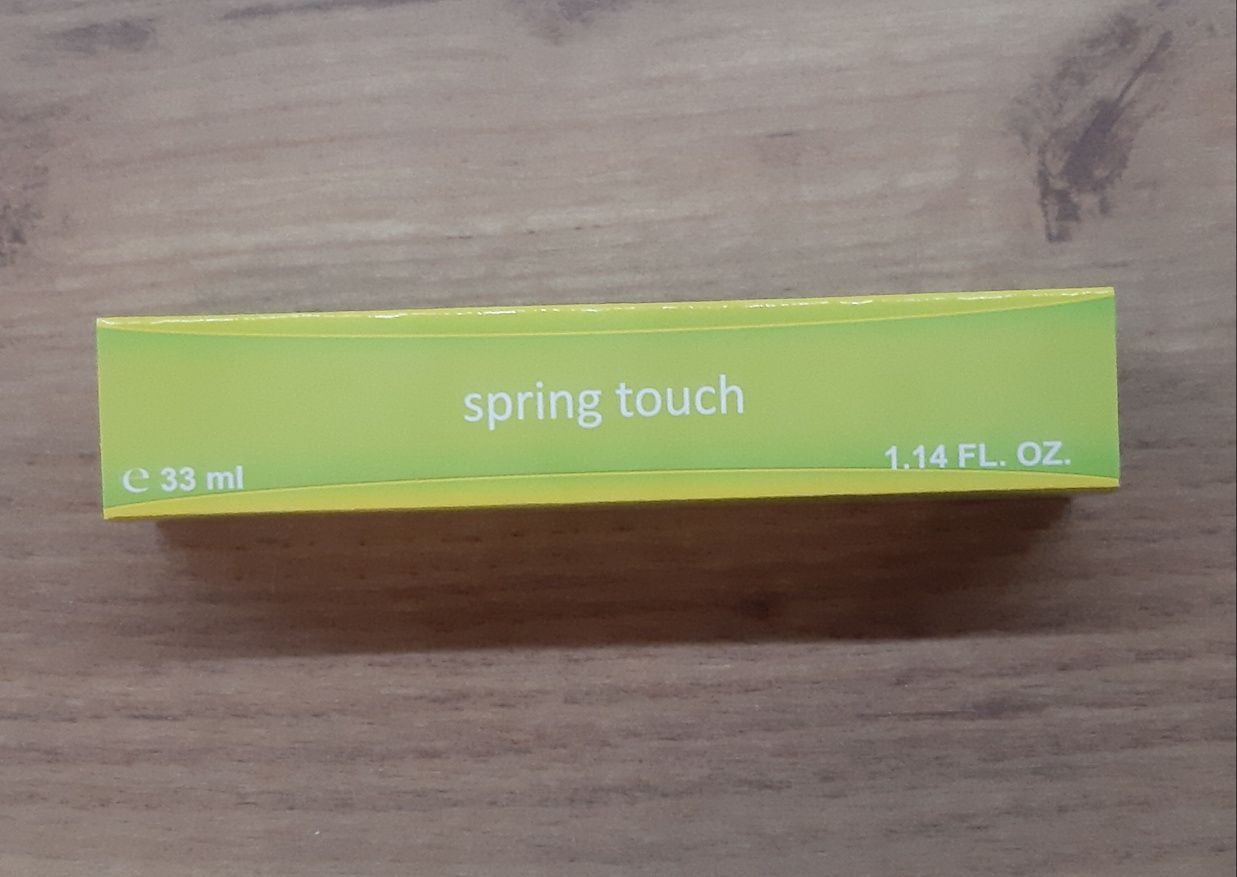 spring touch
℮ 33 ml
1.14 FL. OZ.